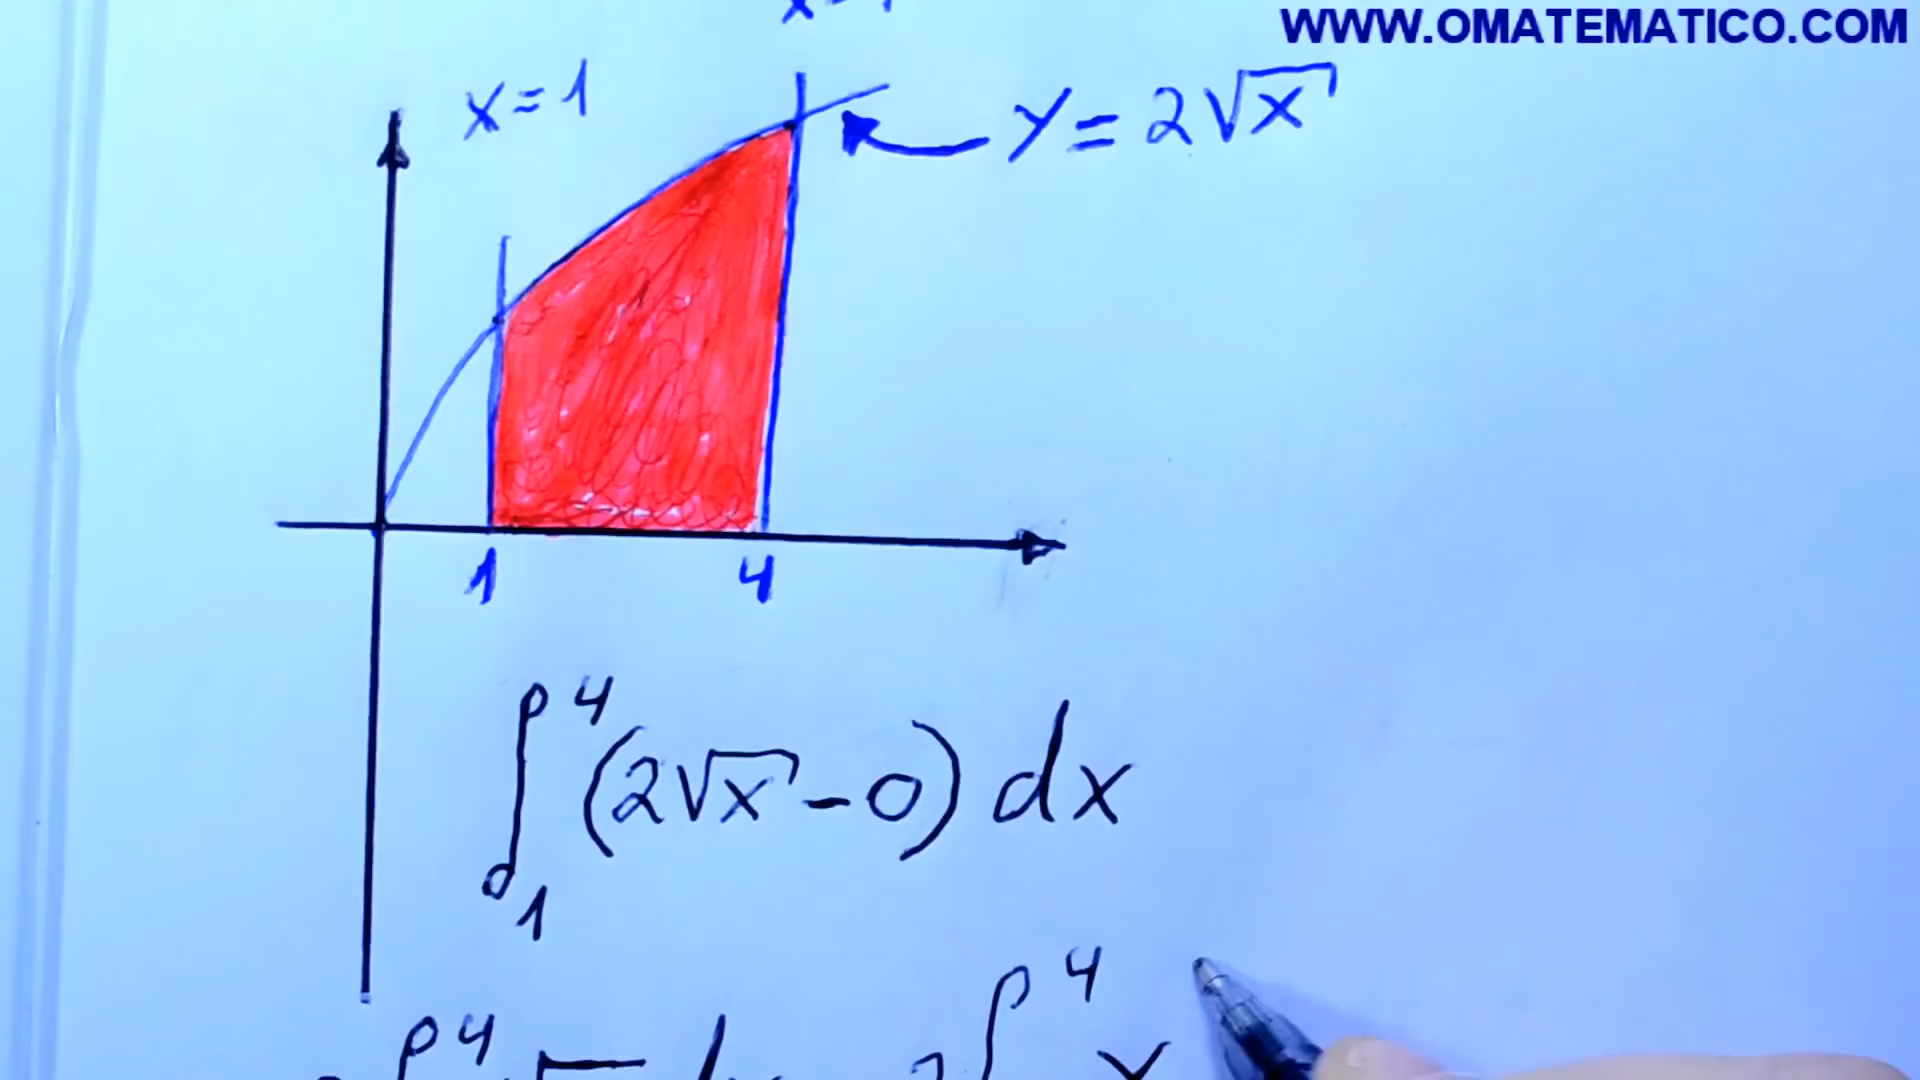 WWW.OMATEMATICO.COM
x=1
y = 2√x
1
4
∫₁⁴ (2√x - 0) dx